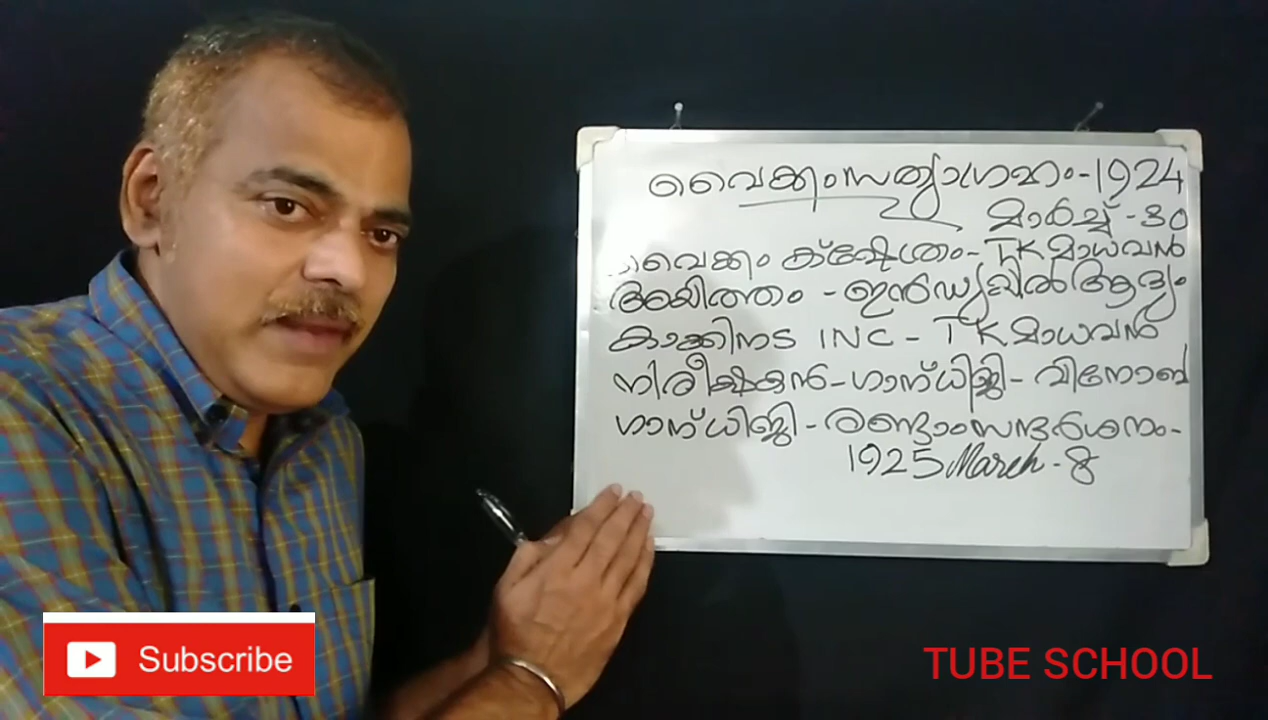 വൈക്കംസത്യാഗ്രഹം-1924
മാർച്ച് - 30
വൈക്കം ക്ഷേത്രം- TK മാധവൻ
അയിത്തം - ഇൻഡ്യയിൽ ആദ്യം
കാക്കിനട INC - TK മാധവൻ
നിരീക്ഷകൻ-ഗാന്ധിജി- വിനോബ
ഗാന്ധിജി - രണ്ടാംസന്ദർശനം-
1925 March - 8
Subscribe
TUBE SCHOOL